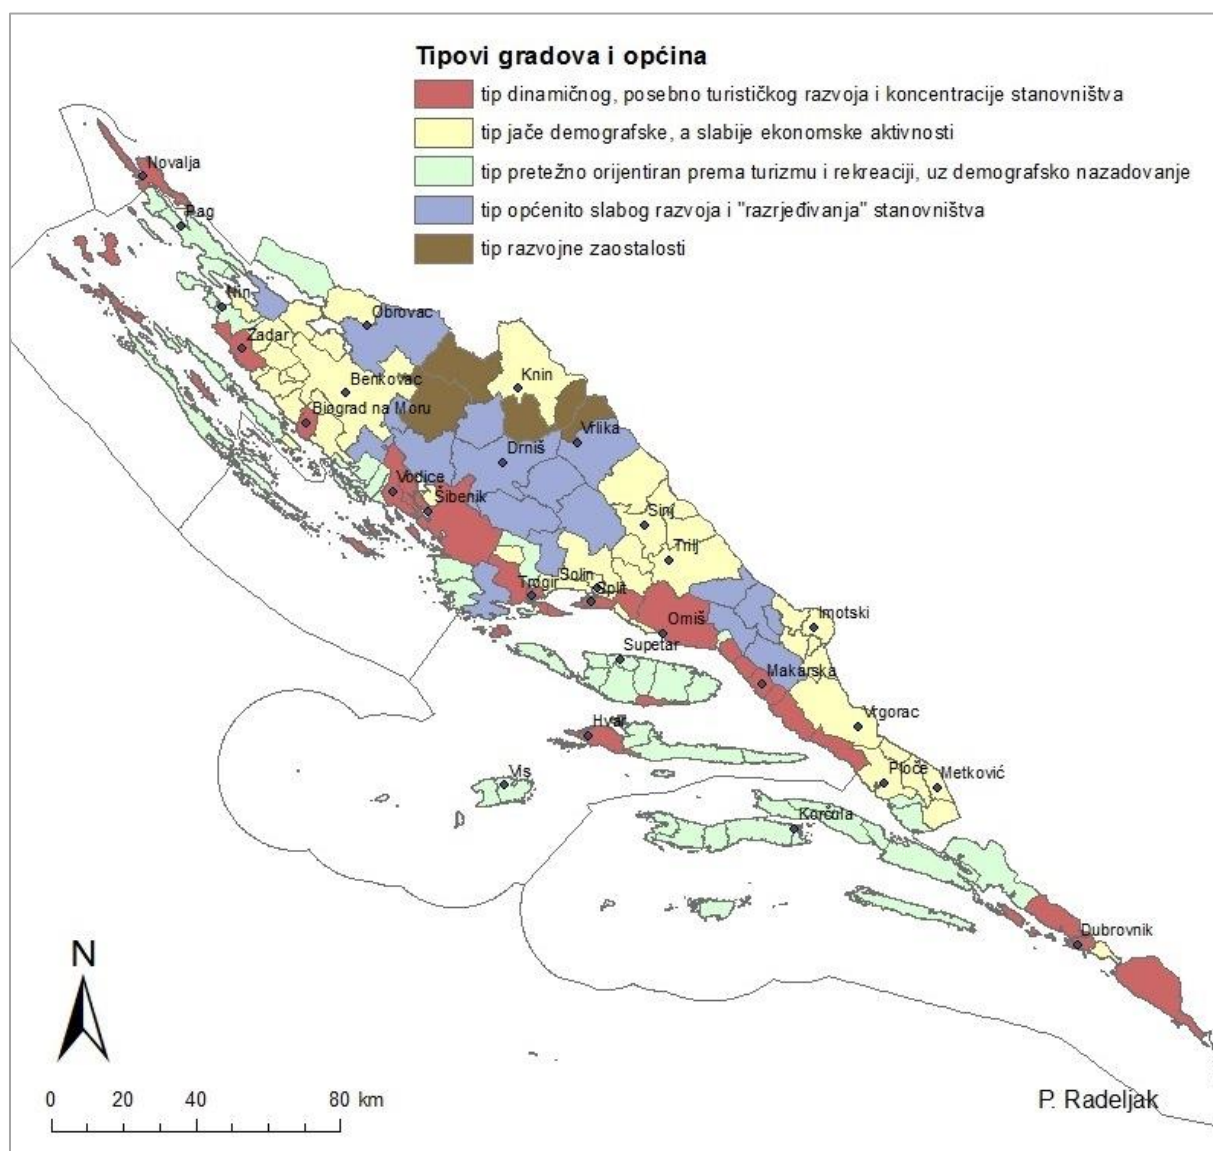 Tipovi gradova i općina
tip dinamičnog, posebno turističkog razvoja i koncentracije stanovništva
tip jače demografske, a slabije ekonomske aktivnosti
tip pretežno orijentiran prema turizmu i rekreaciji, uz demografsko nazadovanje
tip općenito slabog razvoja i "razrjeđivanja" stanovništva
tip razvojne zaostalosti
Novalja
Pag
Nin
Obrovac
Zadar
Knin
Benkovac
Biograd na Moru
Vrlika
Drniš
Vodice
Šibenik
Sinj
Trilj
Solin
Trogir
Split
Omiš
Imotski
Supetar
Makarska
Hvar
Vrgorac
Vis
Ploče
Metković
Korčula
Dubrovnik
N
0 20 40 80 km
P. Radeljak